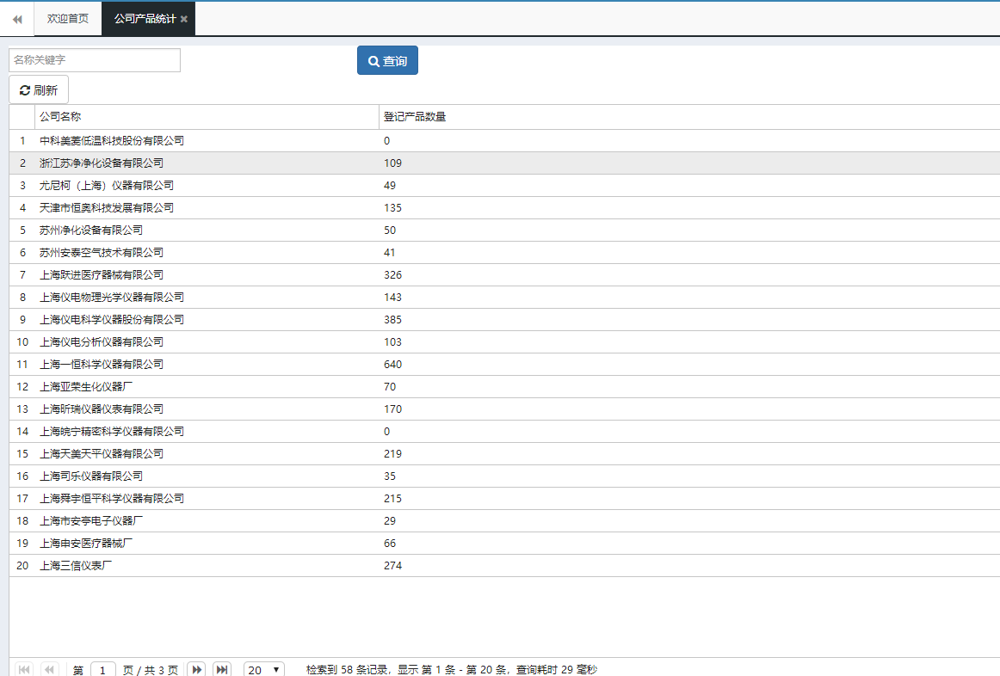 欢迎首页 公司产品统计
名称关键字 查询
刷新
公司名称 登记产品数量
1 中科美菱低温科技股份有限公司 0
2 浙江苏净净化设备有限公司 109
3 尤尼柯（上海）仪器有限公司 49
4 天津市恒奥科技发展有限公司 135
5 苏州净化设备有限公司 50
6 苏州安泰空气技术有限公司 41
7 上海跃进医疗器械有限公司 326
8 上海仪电物理光学仪器有限公司 143
9 上海仪电科学仪器股份有限公司 385
10 上海仪电分析仪器有限公司 103
11 上海一恒科学仪器有限公司 640
12 上海亚荣生化仪器厂 70
13 上海昕瑞仪器仪表有限公司 170
14 上海皖宁精密科学仪器有限公司 0
15 上海天美天平仪器有限公司 219
16 上海司乐仪器有限公司 35
17 上海舜宇恒平科学仪器有限公司 215
18 上海市安亭电子仪器厂 29
19 上海申安医疗器械厂 66
20 上海三信仪表厂 274
第 1 页 / 共 3 页 20 检索到 58 条记录，显示 第 1 条 - 第 20 条，查询耗时 29 毫秒